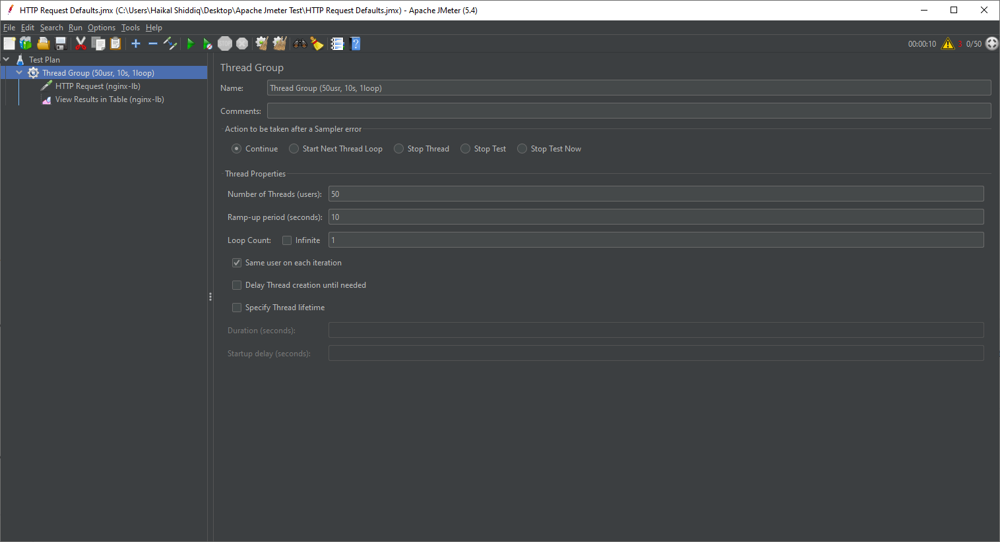 HTTP Request Defaults.jmx (C:\Users\Haikal Shiddiq\Desktop\Apache Jmeter Test\HTTP Request Defaults.jmx) - Apache JMeter (5.4)
File Edit Search Run Options Tools Help
STOP 00:00:10 3 0/50
Test Plan
Thread Group (50usr, 10s, 1loop)
HTTP Request (nginx-lb)
View Results in Table (nginx-lb)
Thread Group
Name: Thread Group (50usr, 10s, 1loop)
Comments:
Action to be taken after a Sampler error
Continue Start Next Thread Loop Stop Thread Stop Test Stop Test Now
Thread Properties
Number of Threads (users): 50
Ramp-up period (seconds): 10
Loop Count: Infinite 1
Same user on each iteration
Delay Thread creation until needed
Specify Thread lifetime
Duration (seconds):
Startup delay (seconds):